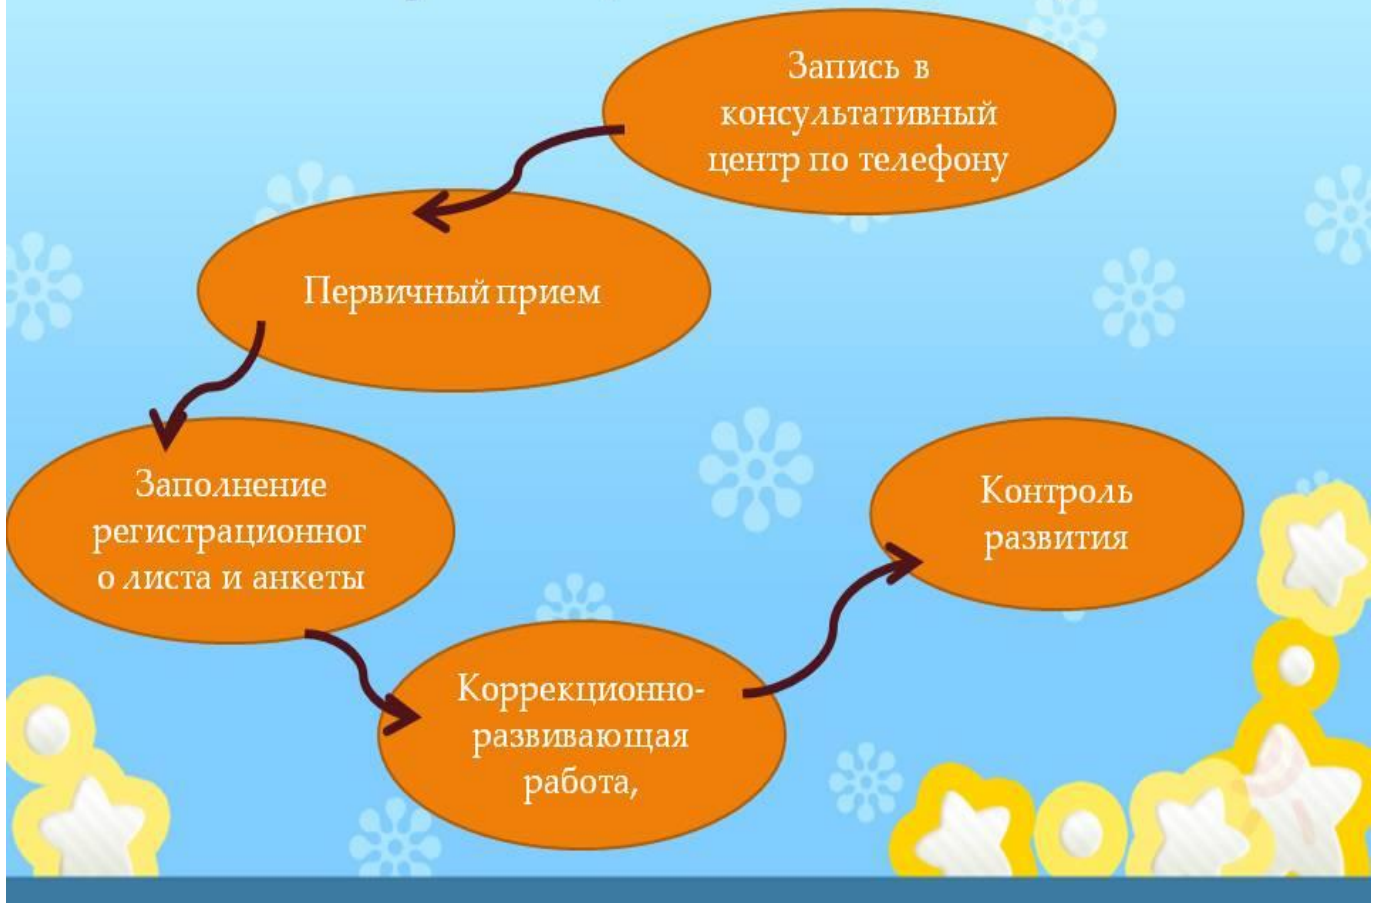 Запись в
консультативный
центр по телефону
Первичный прием
Заполнение
регистрационног
о листа и анкеты
Коррекционно-
развивающая
работа,
Контроль
развития